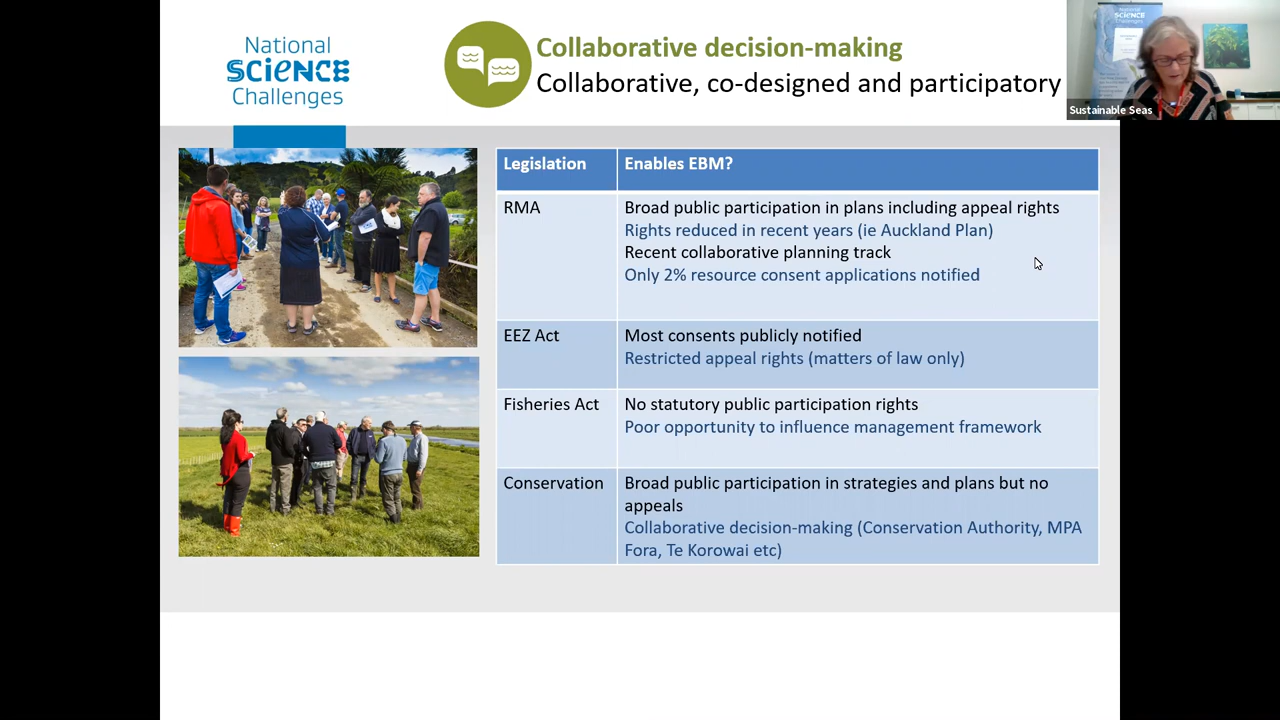 National
SCIENCE
Challenges
Collaborative decision-making
Collaborative, co-designed and participatory
National
SCIENCE
Challenges
Sustainable Seas
Legislation
Enables EBM?
RMA
Broad public participation in plans including appeal rights
Rights reduced in recent years (ie Auckland Plan)
Recent collaborative planning track
Only 2% resource consent applications notified
EEZ Act
Most consents publicly notified
Restricted appeal rights (matters of law only)
Fisheries Act
No statutory public participation rights
Poor opportunity to influence management framework
Conservation
Broad public participation in strategies and plans but no
appeals
Collaborative decision-making (Conservation Authority, MPA
Fora, Te Korowai etc)